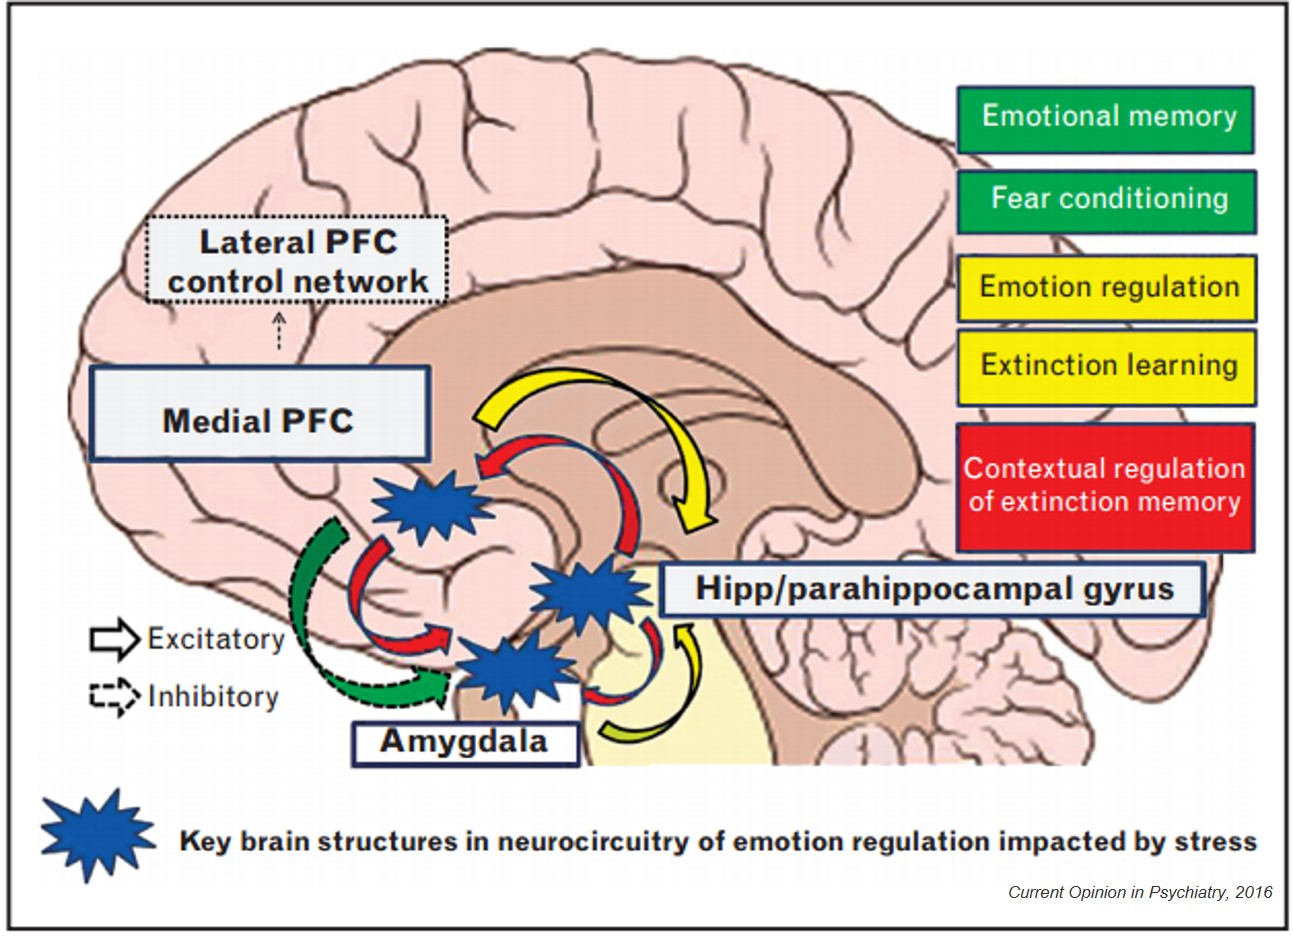 Emotional memory
Fear conditioning
Lateral PFC
control network
Emotion regulation
Extinction learning
Medial PFC
Contextual regulation
of extinction memory
Hipp/parahippocampal gyrus
Excitatory
Inhibitory
Amygdala
Key brain structures in neurocircuitry of emotion regulation impacted by stress
Current Opinion in Psychiatry, 2016